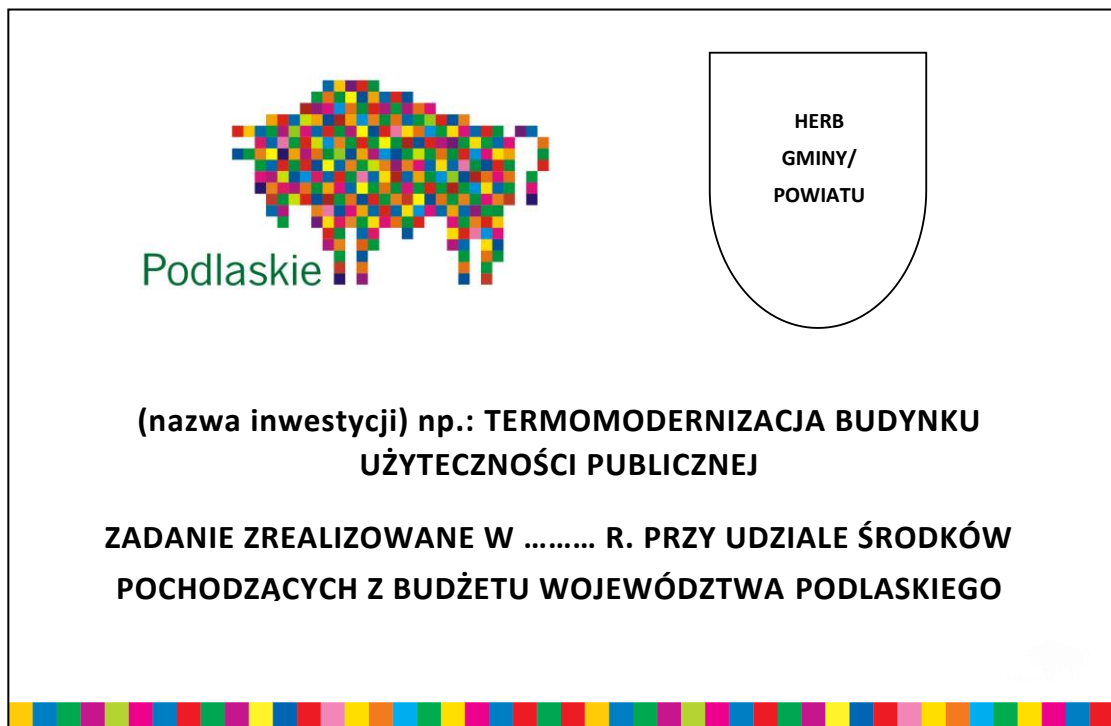 Podlaskie
HERB
GMINY/
POWIATU
(nazwa inwestycji) np.: TERMOMODERNIZACJA BUDYNKU
UŻYTECZNOŚCI PUBLICZNEJ
ZADANIE ZREALIZOWANE W ……… R. PRZY UDZIALE ŚRODKÓW
POCHODZĄCYCH Z BUDŻETU WOJEWÓDZTWA PODLASKIEGO